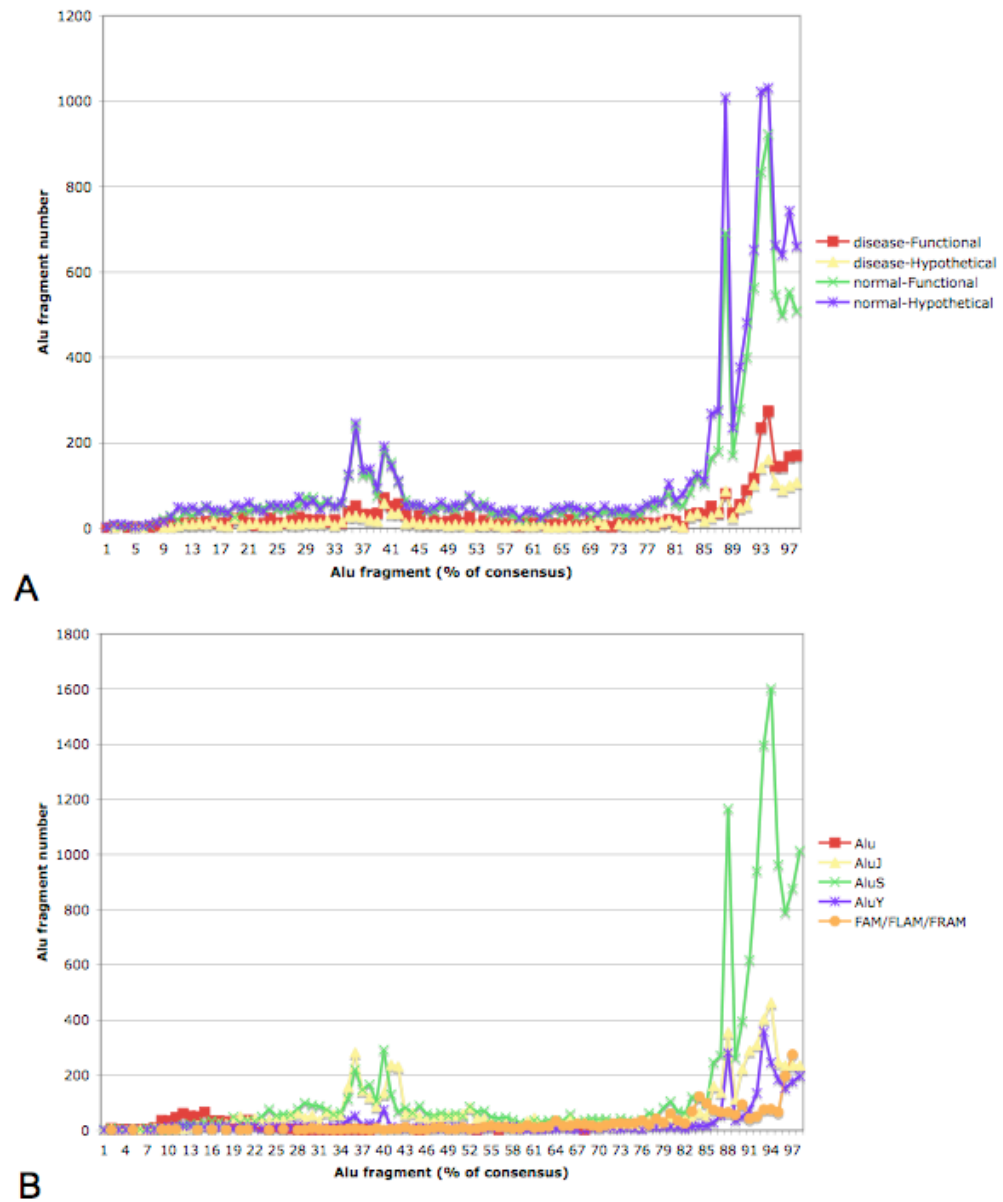 1200
1000
800
600
400
200
0
Alu fragment number
1 5 9 13 17 21 25 29 33 37 41 45 49 53 57 61 65 69 73 77 81 85 89 93 97
Alu fragment (% of consensus)
disease-Functional
disease-Hypothetical
normal-Functional
normal-Hypothetical
A
1800
1600
1400
1200
1000
800
600
400
200
0
Alu fragment number
1 4 7 10 13 16 19 22 25 28 31 34 37 40 43 46 49 52 55 58 61 64 67 70 73 76 79 82 85 88 91 94 97
Alu fragment (% of consensus)
Alu
AluJ
AluS
AluY
FAM/FLAM/FRAM
B